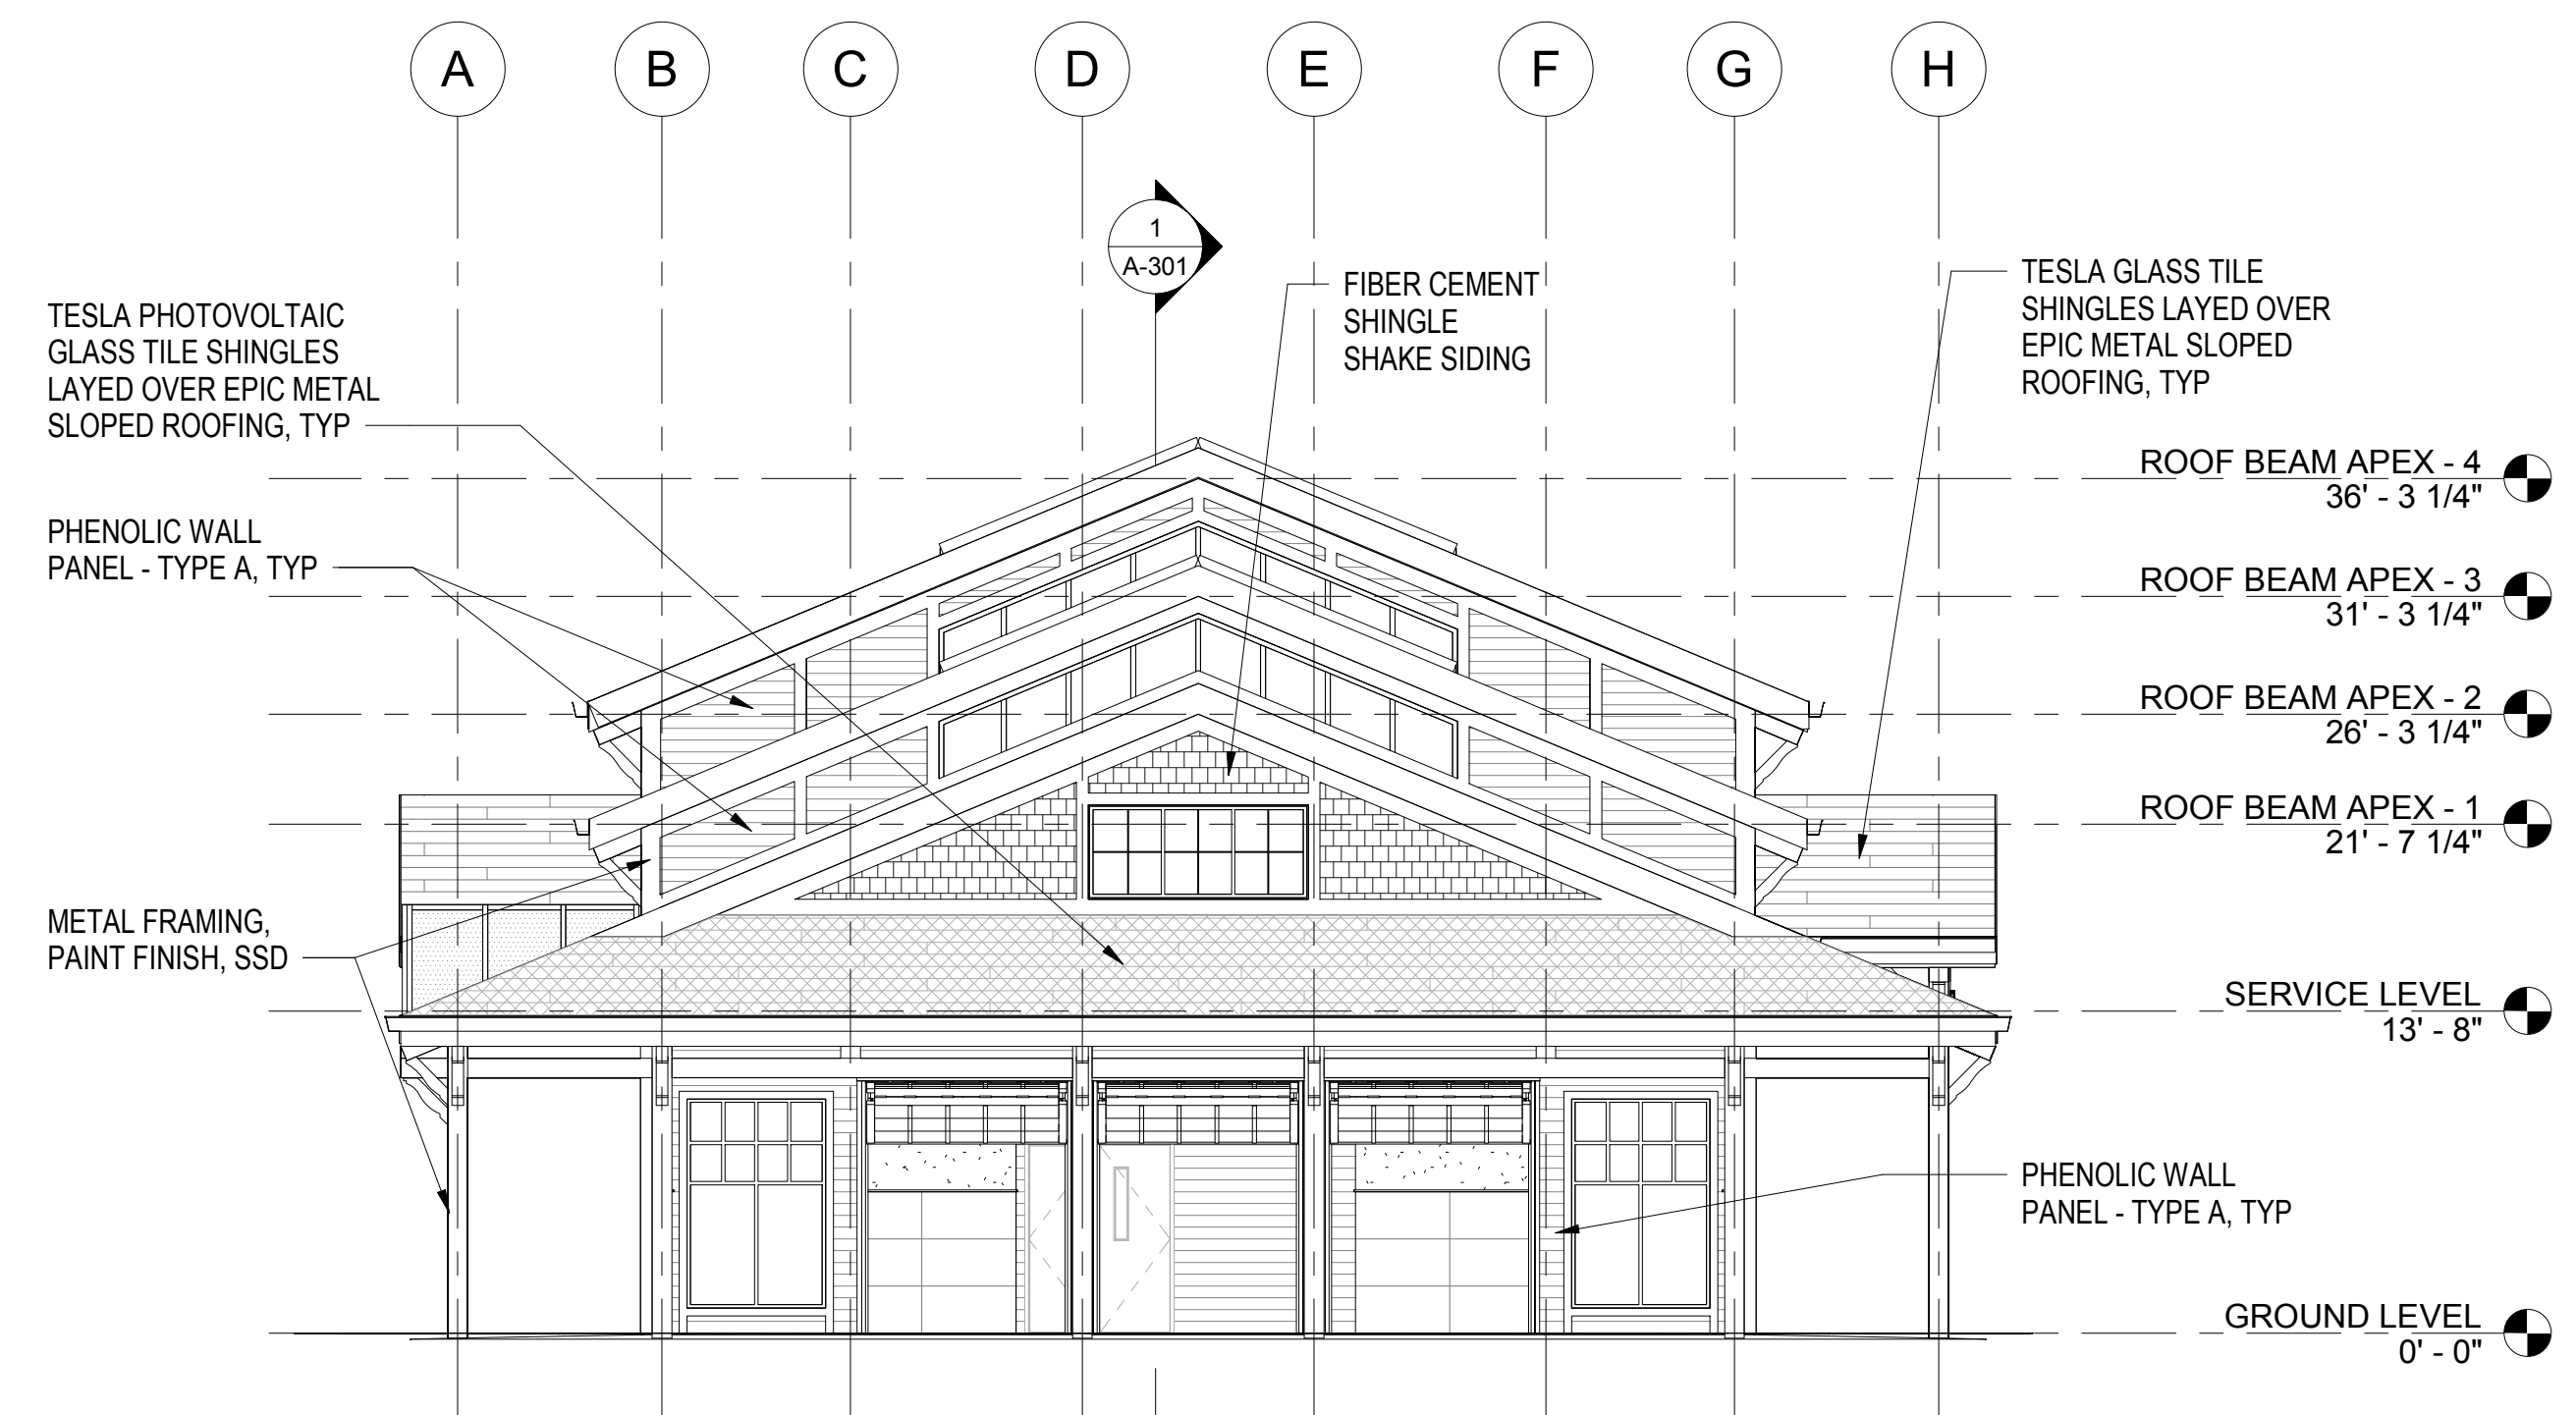 A
B
C
D
E
F
G
H
1
A-301
TESLA PHOTOVOLTAIC
GLASS TILE SHINGLES
LAYED OVER EPIC METAL
SLOPED ROOFING, TYP
FIBER CEMENT
SHINGLE
SHAKE SIDING
TESLA GLASS TILE
SHINGLES LAYED OVER
EPIC METAL SLOPED
ROOFING, TYP
PHENOLIC WALL
PANEL - TYPE A, TYP
METAL FRAMING,
PAINT FINISH, SSD
ROOF BEAM APEX - 4
36' - 3 1/4"
ROOF BEAM APEX - 3
31' - 3 1/4"
ROOF BEAM APEX - 2
26' - 3 1/4"
ROOF BEAM APEX - 1
21' - 7 1/4"
SERVICE LEVEL
13' - 8"
PHENOLIC WALL
PANEL - TYPE A, TYP
GROUND LEVEL
0' - 0"